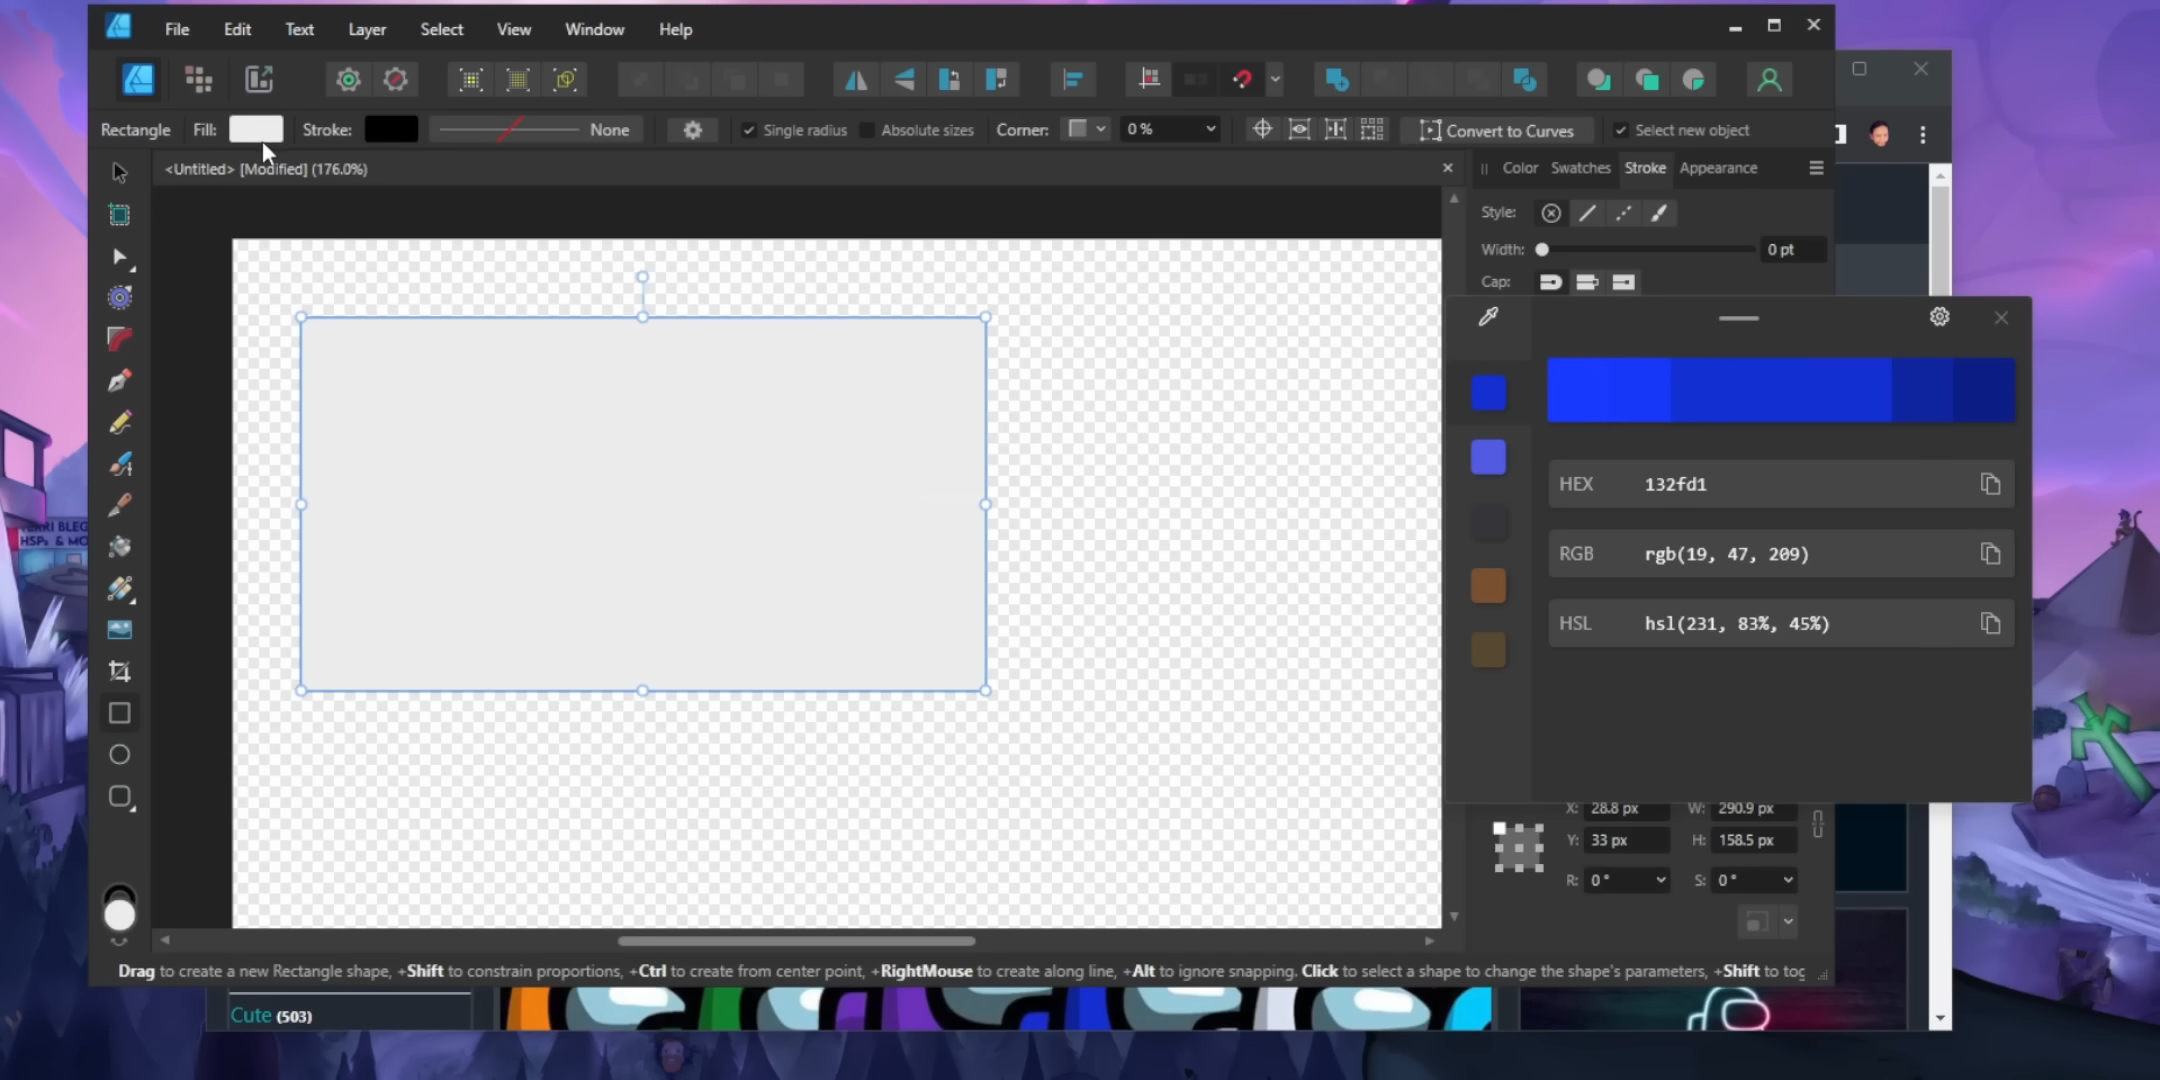 File Edit Text Layer Select View Window Help
Rectangle Fill: Stroke: None Single radius Absolute sizes Corner: 0 % Convert to Curves Select new object
<Untitled> [Modified] (176.0%)
Color Swatches Stroke Appearance
Style:
Width: 0 pt
Cap:
HEX 132fd1
RGB rgb(19, 47, 209)
HSL hsl(231, 83%, 45%)
HSPs & MO
X: 28.8 px W: 290.9 px
Y: 33 px H: 158.5 px
R: 0 ° S: 0 °
Drag to create a new Rectangle shape, +Shift to constrain proportions, +Ctrl to create from center point, +RightMouse to create along line, +Alt to ignore snapping. Click to select a shape to change the shape's parameters, +Shift to tog
Cute (503)